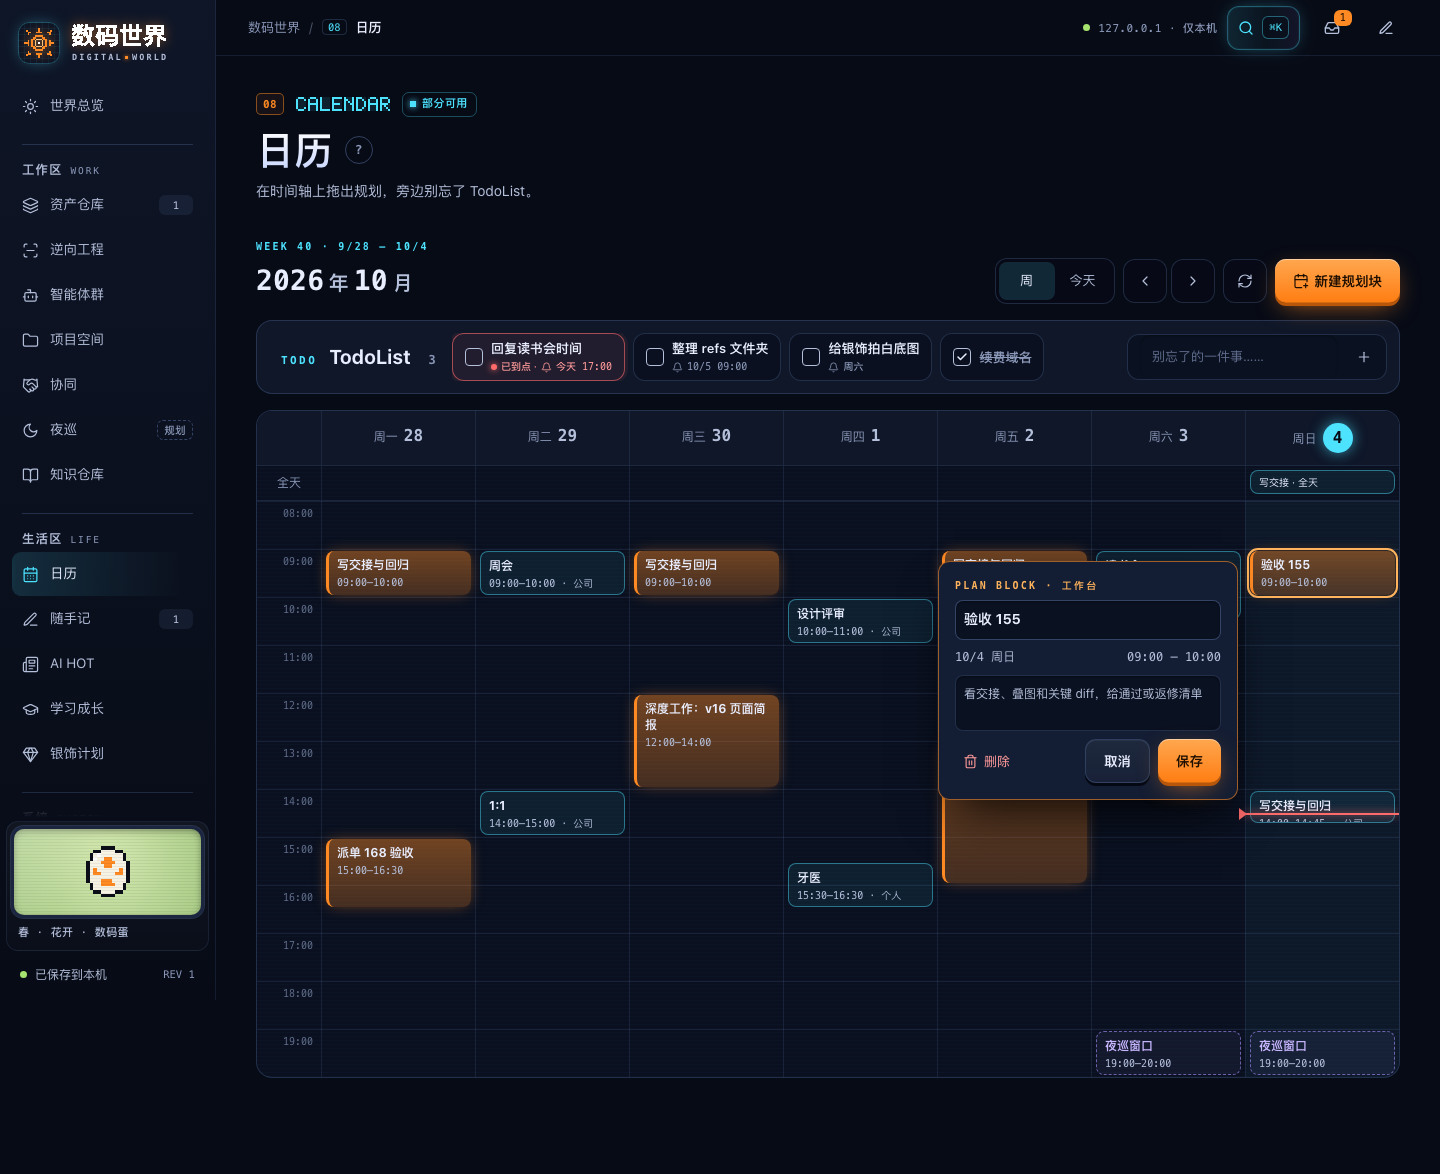 数码世界
DIGITAL WORLD
世界总览
工作区 WORK
资产仓库 1
逆向工程
智能体群
项目空间
协同
夜巡 规划
知识仓库
生活区 LIFE
日历
随手记 1
AI HOT
学习成长
银饰计划
春 · 花开 · 数码蛋
已保存到本机 REV 1
数码世界 / 08 日历
127.0.0.1 · 仅本机
⌘K
1
08 CALENDAR 部分可用
日历 ?
在时间轴上拖出规划，旁边别忘了 TodoList。
WEEK 40 · 9/28 — 10/4
2026 年 10 月
周 今天
新建规划块
TODO TodoList 3
回复读书会时间
已到点 · 今天 17:00
整理 refs 文件夹
10/5 09:00
给银饰拍白底图
周六
续费域名
别忘了的一件事……
周一 28
周二 29
周三 30
周四 1
周五 2
周六 3
周日 4
全天
写交接 · 全天
08:00
09:00
10:00
11:00
12:00
13:00
14:00
15:00
16:00
17:00
18:00
19:00
写交接与回归
09:00–10:00
派单 168 验收
15:00–16:30
周会
09:00–10:00 · 公司
1:1
14:00–15:00 · 公司
写交接与回归
09:00–10:00
深度工作：v16 页面简报
12:00–14:00
设计评审
10:00–11:00 · 公司
牙医
15:30–16:30 · 个人
PLAN BLOCK · 工作台
验收 155
10/4 周日 09:00 — 10:00
看交接、叠图和关键 diff，给通过或返修清单
删除
取消
保存
夜巡窗口
19:00–20:00
验收 155
09:00–10:00
写交接与回归
14:00–14:45 · 公司
夜巡窗口
19:00–20:00